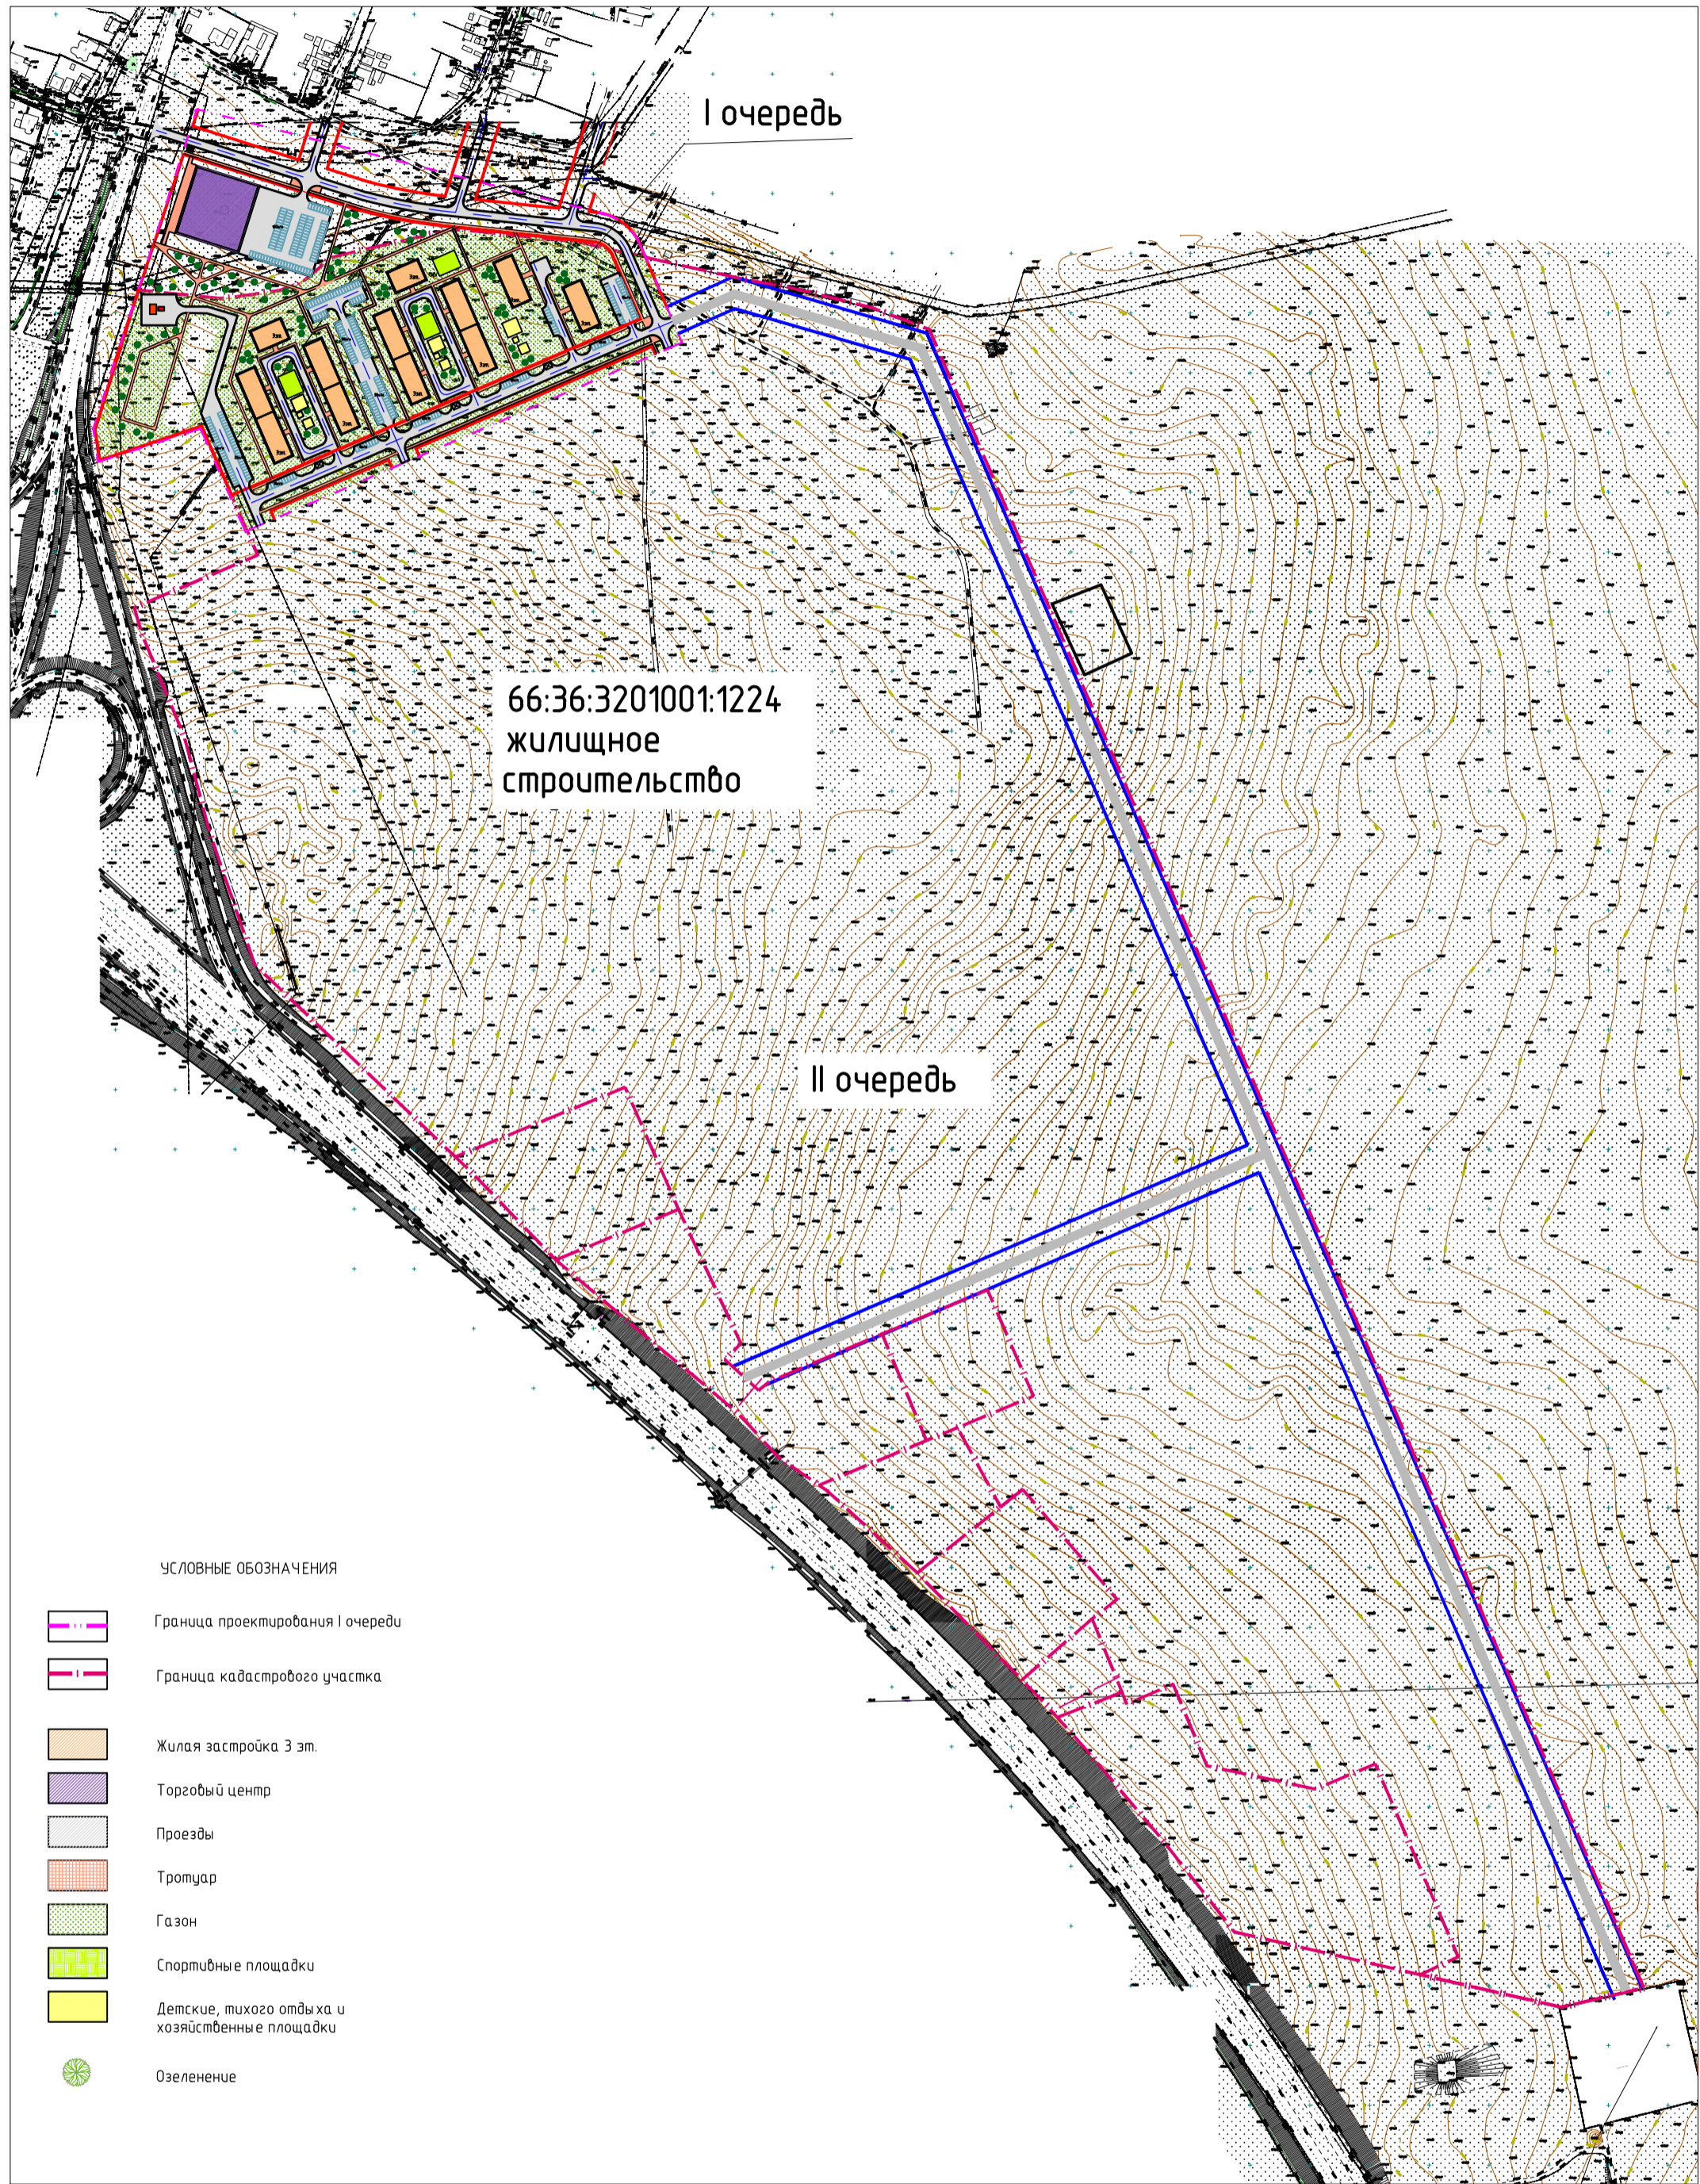 I очередь
66:36:3201001:1224
жилищное
строительство
II очередь
УСЛОВНЫЕ ОБОЗНАЧЕНИЯ
Граница проектирования I очереди
Граница кадастрового участка
Жилая застройка 3 эт.
Торговый центр
Проезды
Тротуар
Газон
Спортивные площадки
Детские, тихого отдыха и
хозяйственные площадки
Озеленение